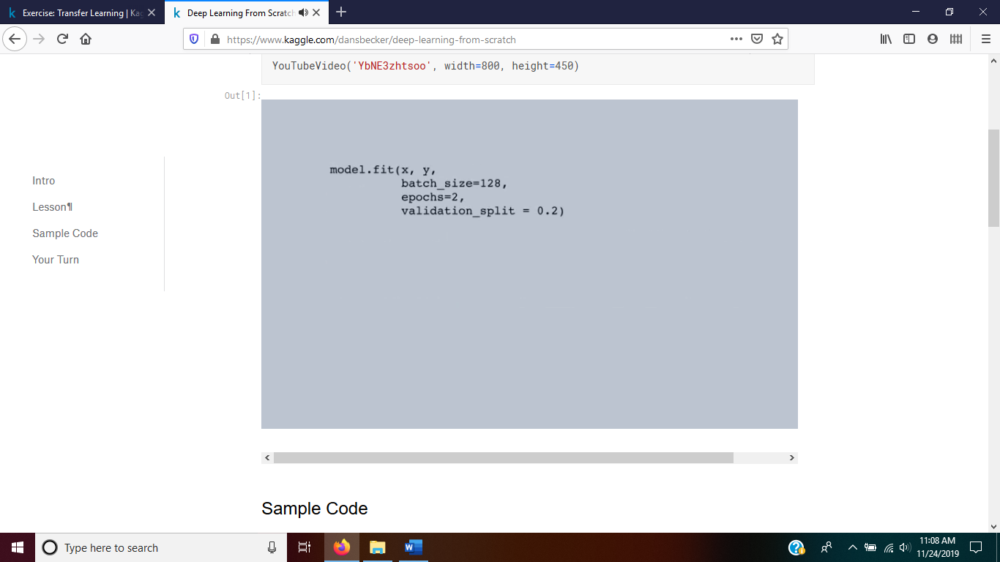 Exercise: Transfer Learning | Kag
Deep Learning From Scratch
https://www.kaggle.com/dansbecker/deep-learning-from-scratch
YouTubeVideo('YbNE3zhtsoo', width=800, height=450)
Out[1]:
model.fit(x, y,
batch_size=128,
epochs=2,
validation_split = 0.2)
Intro
Lesson¶
Sample Code
Your Turn
Sample Code
Type here to search
11:08 AM
11/24/2019